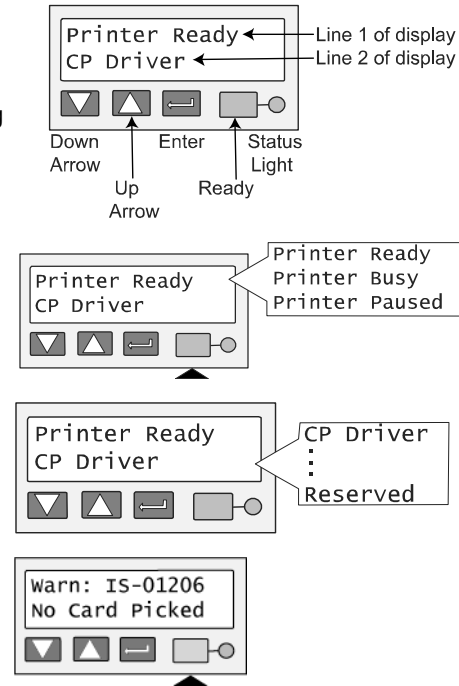 Printer Ready
Line 1 of display
CP Driver
Line 2 of display
Down Arrow
Up Arrow
Enter
Ready
Status Light
Printer Ready
CP Driver
Printer Ready
Printer Busy
Printer Paused
Printer Ready
CP Driver
CP Driver
Reserved
Warn: IS-01206
No Card Picked